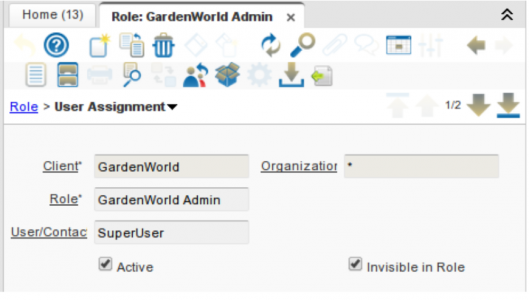 Home (13) Role: GardenWorld Admin ×
Role > User Assignment
1/2
Client* GardenWorld Organization *
Role* GardenWorld Admin
User/Contac SuperUser
Active Invisible in Role